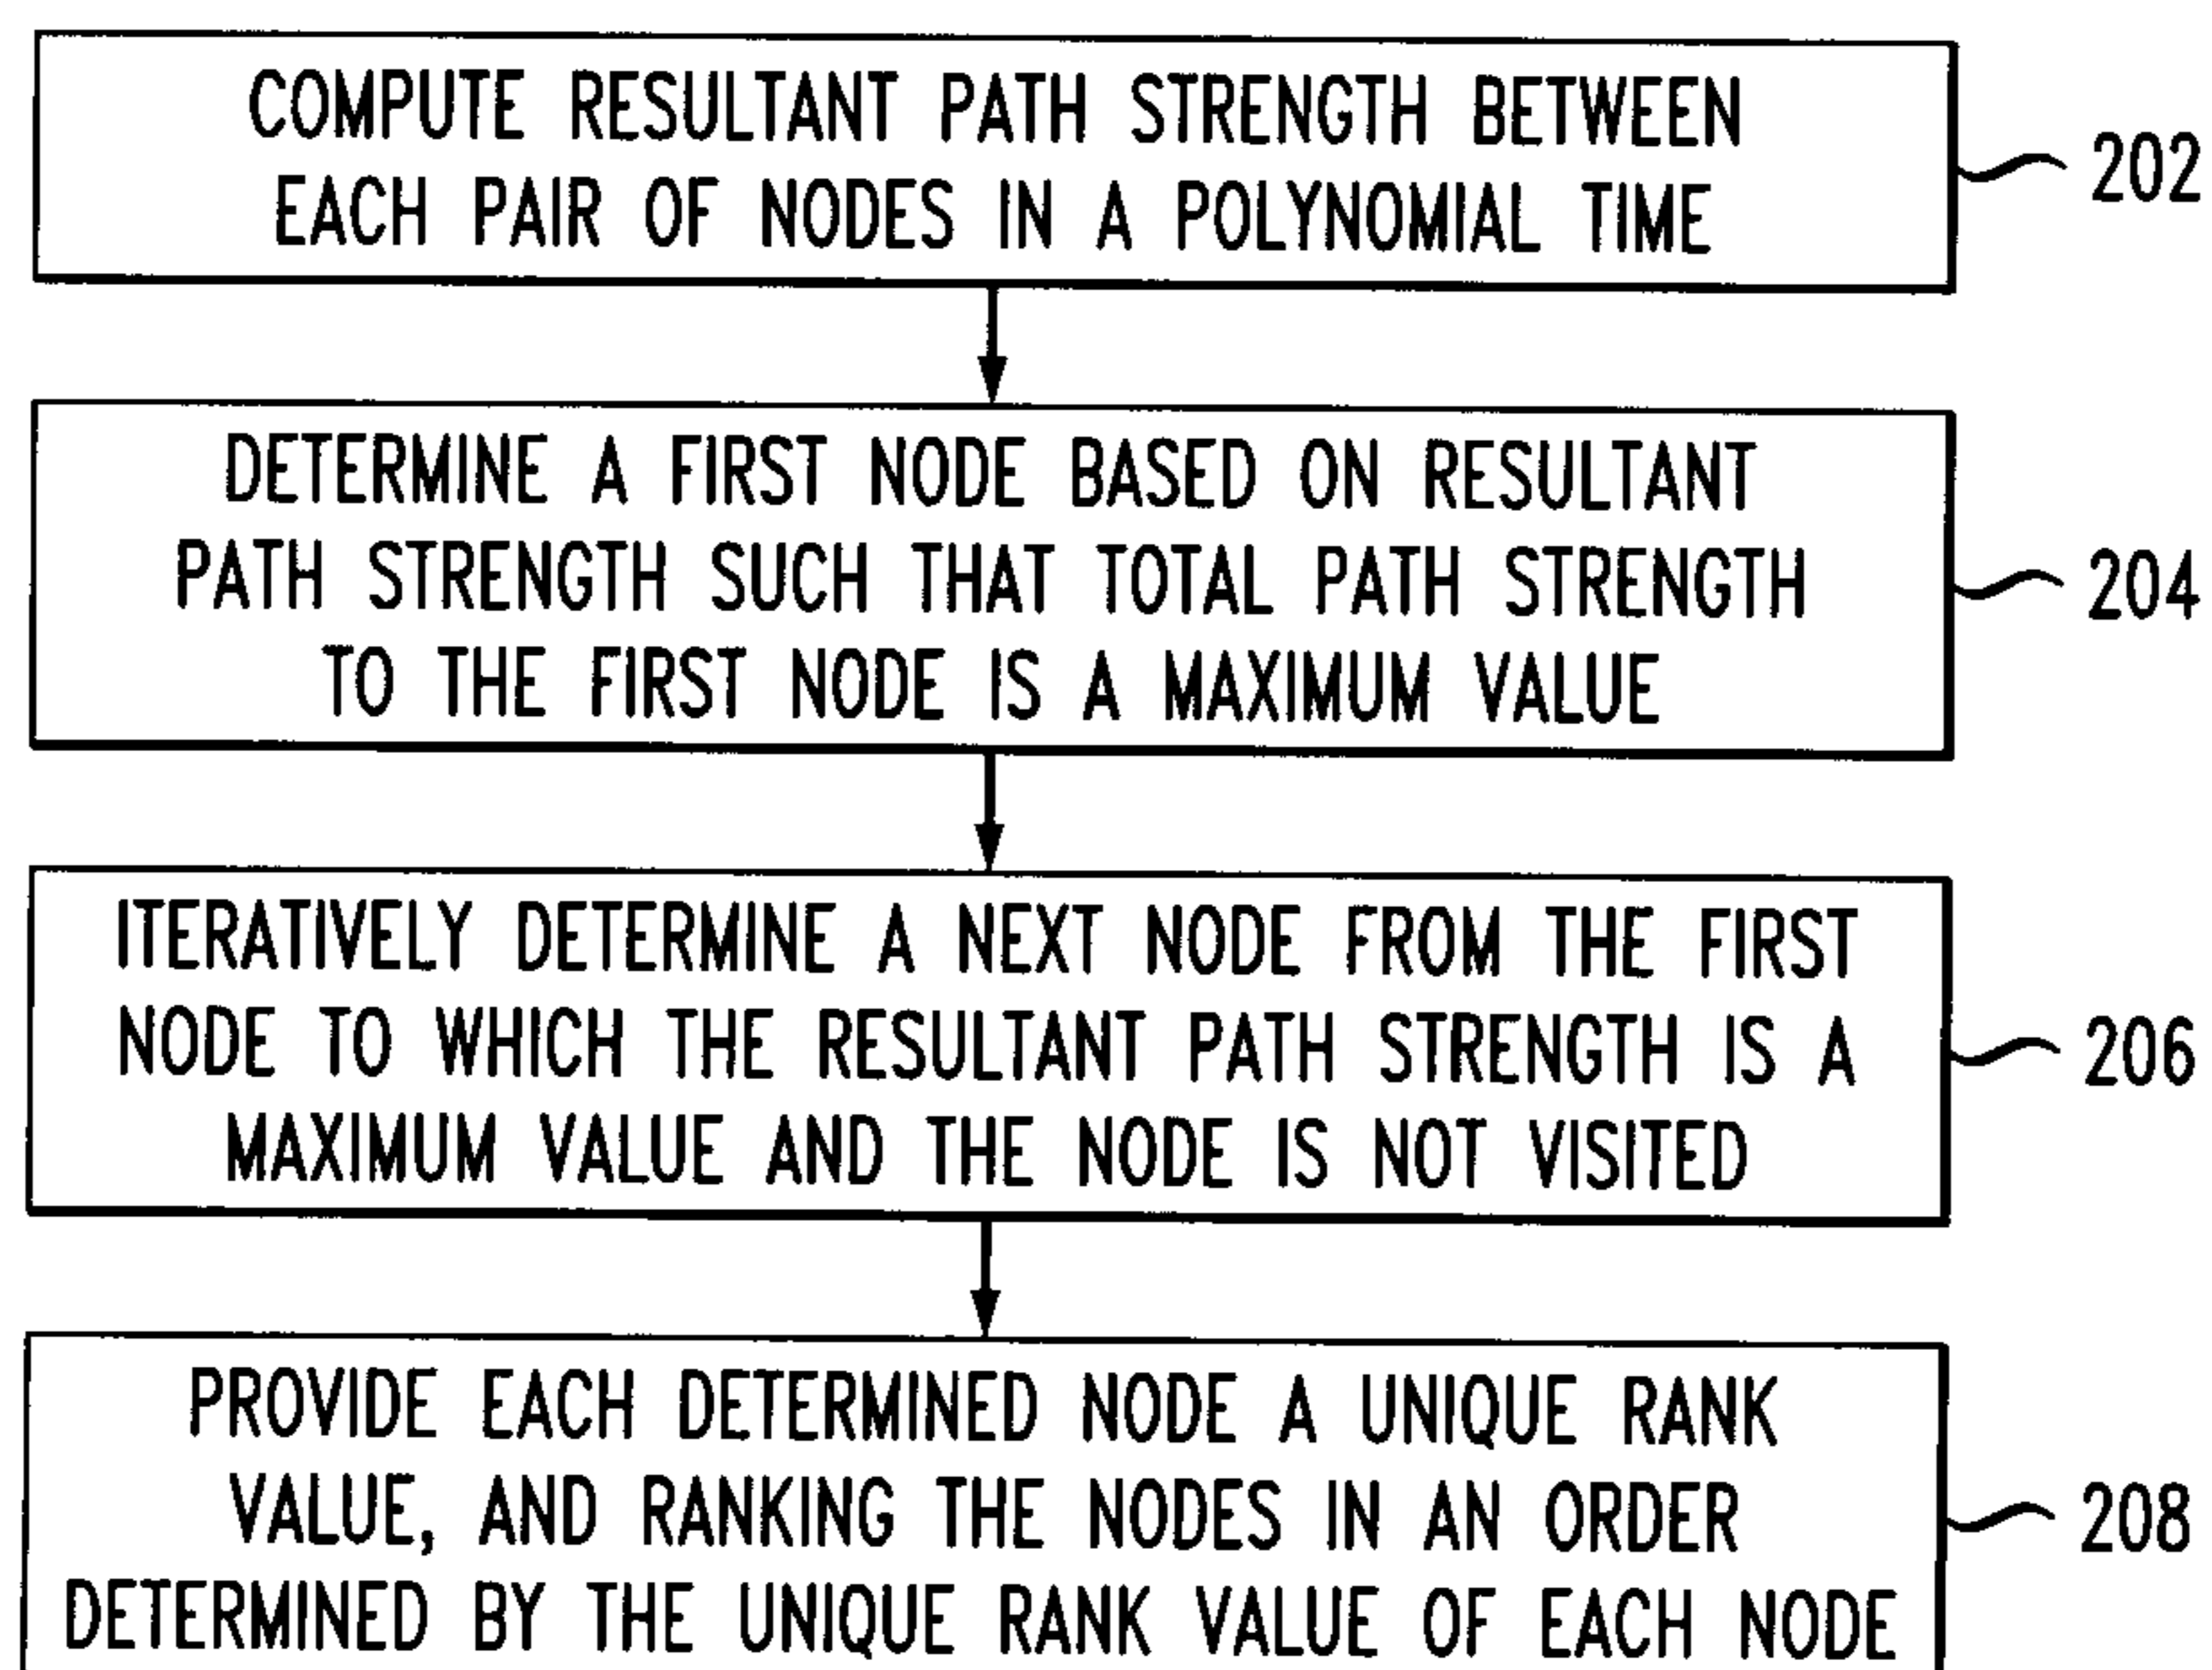 COMPUTE RESULTANT PATH STRENGTH BETWEEN
EACH PAIR OF NODES IN A POLYNOMIAL TIME
202
DETERMINE A FIRST NODE BASED ON RESULTANT
PATH STRENGTH SUCH THAT TOTAL PATH STRENGTH
TO THE FIRST NODE IS A MAXIMUM VALUE
204
ITERATIVELY DETERMINE A NEXT NODE FROM THE FIRST
NODE TO WHICH THE RESULTANT PATH STRENGTH IS A
MAXIMUM VALUE AND THE NODE IS NOT VISITED
206
PROVIDE EACH DETERMINED NODE A UNIQUE RANK
VALUE, AND RANKING THE NODES IN AN ORDER
DETERMINED BY THE UNIQUE RANK VALUE OF EACH NODE
208